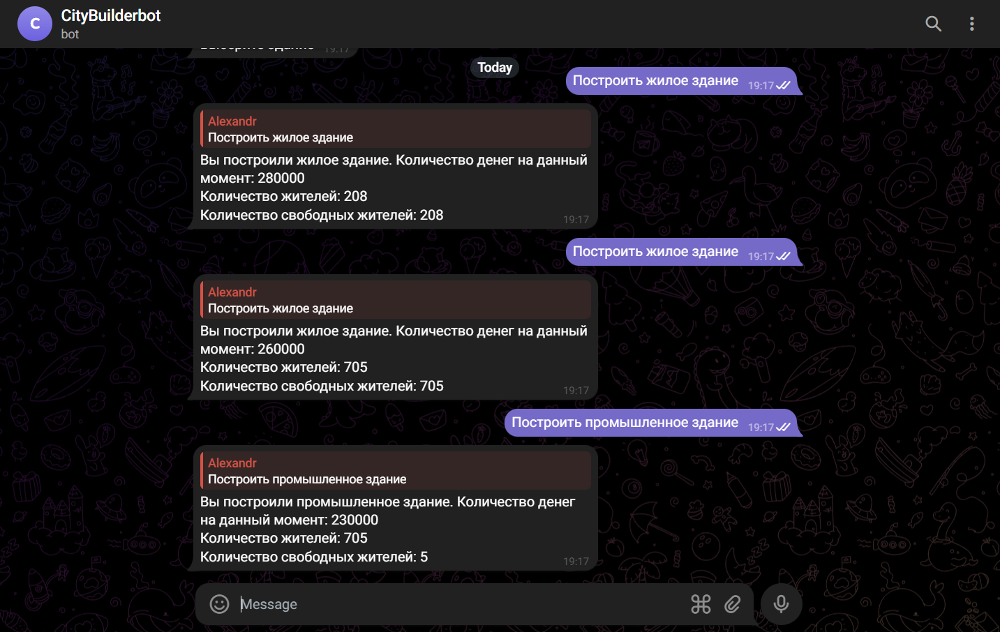 CityBuilderbot
bot
Выберите здание 19:17
Today
Построить жилое здание 19:17
Alexandr
Построить жилое здание
Вы построили жилое здание. Количество денег на данный
момент: 280000
Количество жителей: 208
Количество свободных жителей: 208 19:17
Построить жилое здание 19:17
Alexandr
Построить жилое здание
Вы построили жилое здание. Количество денег на данный
момент: 260000
Количество жителей: 705
Количество свободных жителей: 705 19:17
Построить промышленное здание 19:17
Alexandr
Построить промышленное здание
Вы построили промышленное здание. Количество денег
на данный момент: 230000
Количество жителей: 705
Количество свободных жителей: 5 19:17
Message